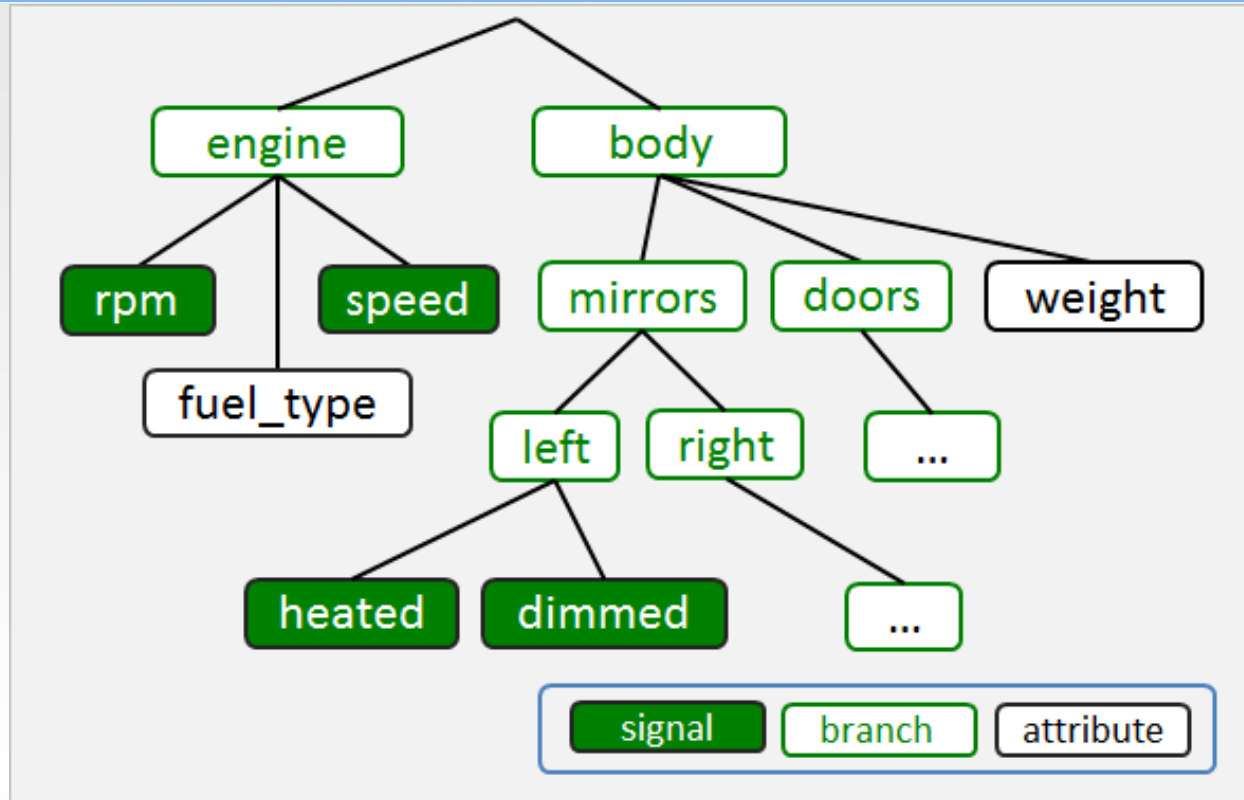 engine
body
rpm
speed
mirrors
doors
weight
fuel_type
left
right
...
heated
dimmed
...
signal
branch
attribute